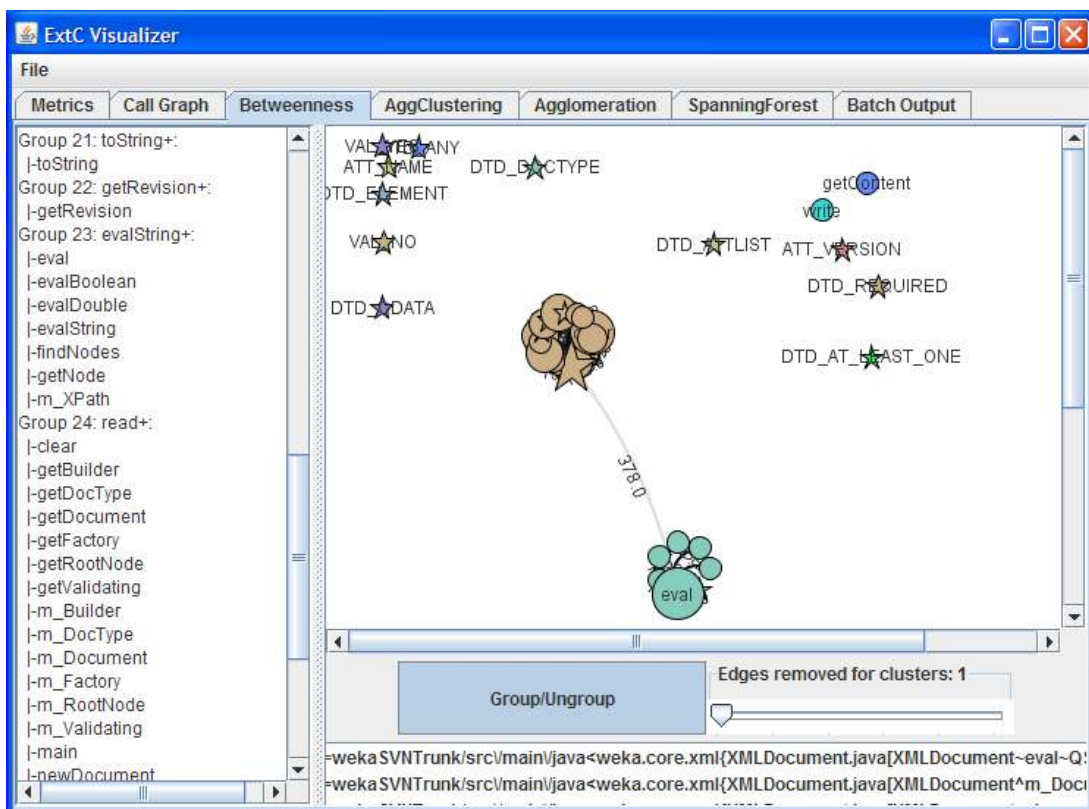 ExtC Visualizer
File
Metrics Call Graph Betweenness AggClustering Agglomeration SpanningForest Batch Output
Group 21: toString+:
|-toString
Group 22: getRevision+:
|-getRevision
Group 23: evalString+:
|-eval
|-evalBoolean
|-evalDouble
|-evalString
|-findNodes
|-getNode
|-m_XPath
Group 24: read+:
|-clear
|-getBuilder
|-getDocType
|-getDocument
|-getFactory
|-getRootNode
|-getValidating
|-m_Builder
|-m_DocType
|-m_Document
|-m_Factory
|-m_RootNode
|-m_Validating
|-main
|-newDocument
ATT_NAME
DTD_DOCTYPE
DTD_ELEMENT
VAL_NO
getContent
write
DTD_ATTLIST
ATT_VERSION
DTD_REQUIRED
DTD_AT_LEAST_ONE
378.0
eval
Group/Ungroup
Edges removed for clusters: 1
=wekaSVNTrunk/src\/main\/java<weka.core.xml{XMLDocument.java[XMLDocument~eval~QS
=wekaSVNTrunk/src\/main\/java<weka.core.xml{XMLDocument.java[XMLDocument^m_Doc